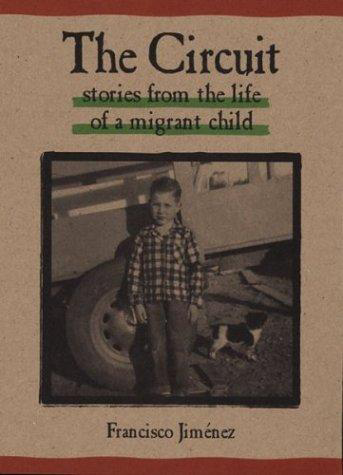 The Circuit
stories from the life
of a migrant child
Francisco Jiménez